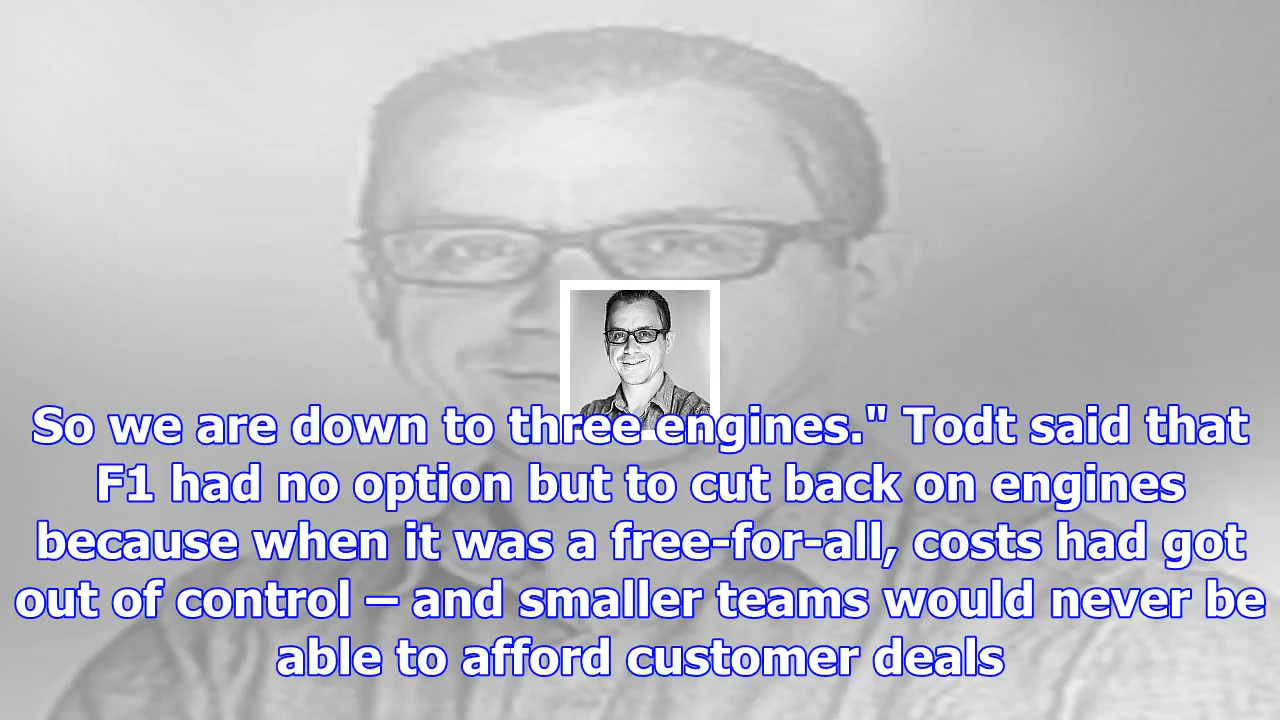 So we are down to three engines." Todt said that
F1 had no option but to cut back on engines
because when it was a free-for-all, costs had got
out of control – and smaller teams would never be
able to afford customer deals